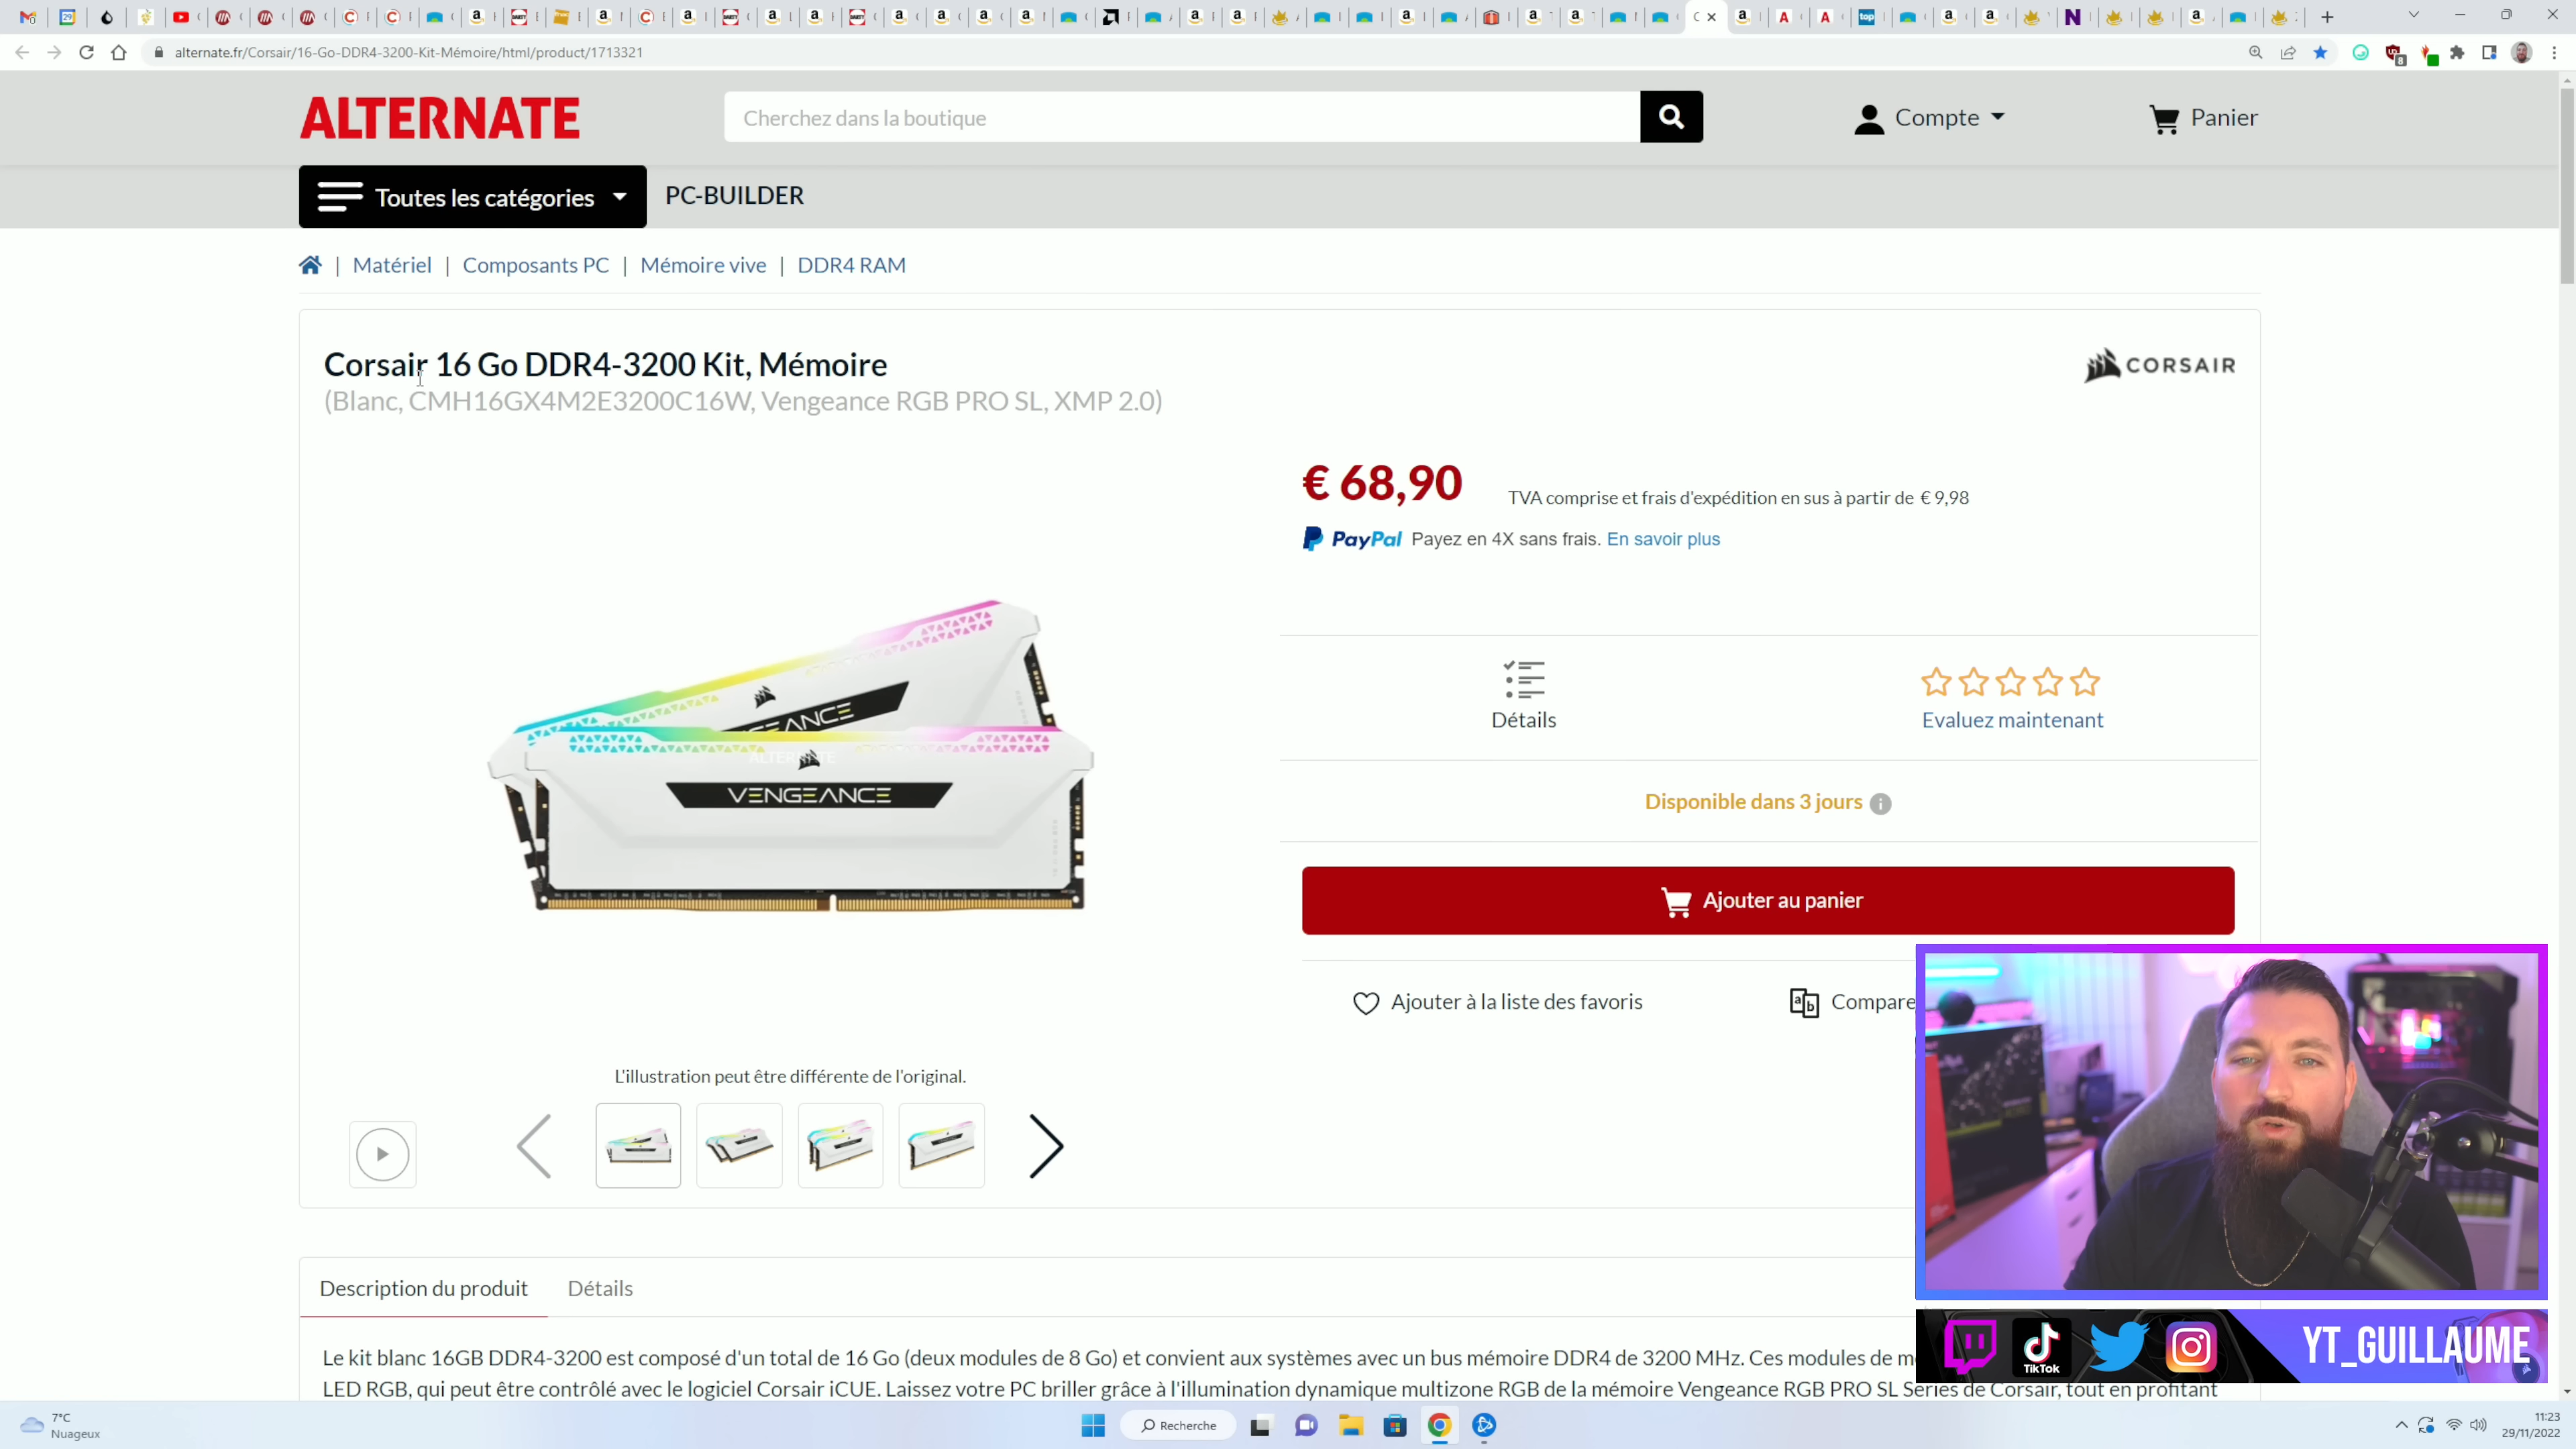 alternate.fr/Corsair/16-Go-DDR4-3200-Kit-Mémoire/html/product/1713321
ALTERNATE
Cherchez dans la boutique
Compte
Panier
Toutes les catégories
PC-BUILDER
| Matériel | Composants PC | Mémoire vive | DDR4 RAM
Corsair 16 Go DDR4-3200 Kit, Mémoire
(Blanc, CMH16GX4M2E3200C16W, Vengeance RGB PRO SL, XMP 2.0)
CORSAIR
€ 68,90
TVA comprise et frais d'expédition en sus à partir de € 9,98
PayPal Payez en 4X sans frais. En savoir plus
VENGEANCE
ALTERNATE
Détails
Evaluez maintenant
Disponible dans 3 jours
Ajouter au panier
Ajouter à la liste des favoris
Compare
L'illustration peut être différente de l'original.
Description du produit
Détails
Le kit blanc 16GB DDR4-3200 est composé d'un total de 16 Go (deux modules de 8 Go) et convient aux systèmes avec un bus mémoire DDR4 de 3200 MHz. Ces modules de m
LED RGB, qui peut être contrôlé avec le logiciel Corsair iCUE. Laissez votre PC briller grâce à l'illumination dynamique multizone RGB de la mémoire Vengeance RGB PRO SL Series de Corsair, tout en profitant
TikTok
YT_GUILLAUME
7°C
Nuageux
Recherche
11:23
29/11/2022